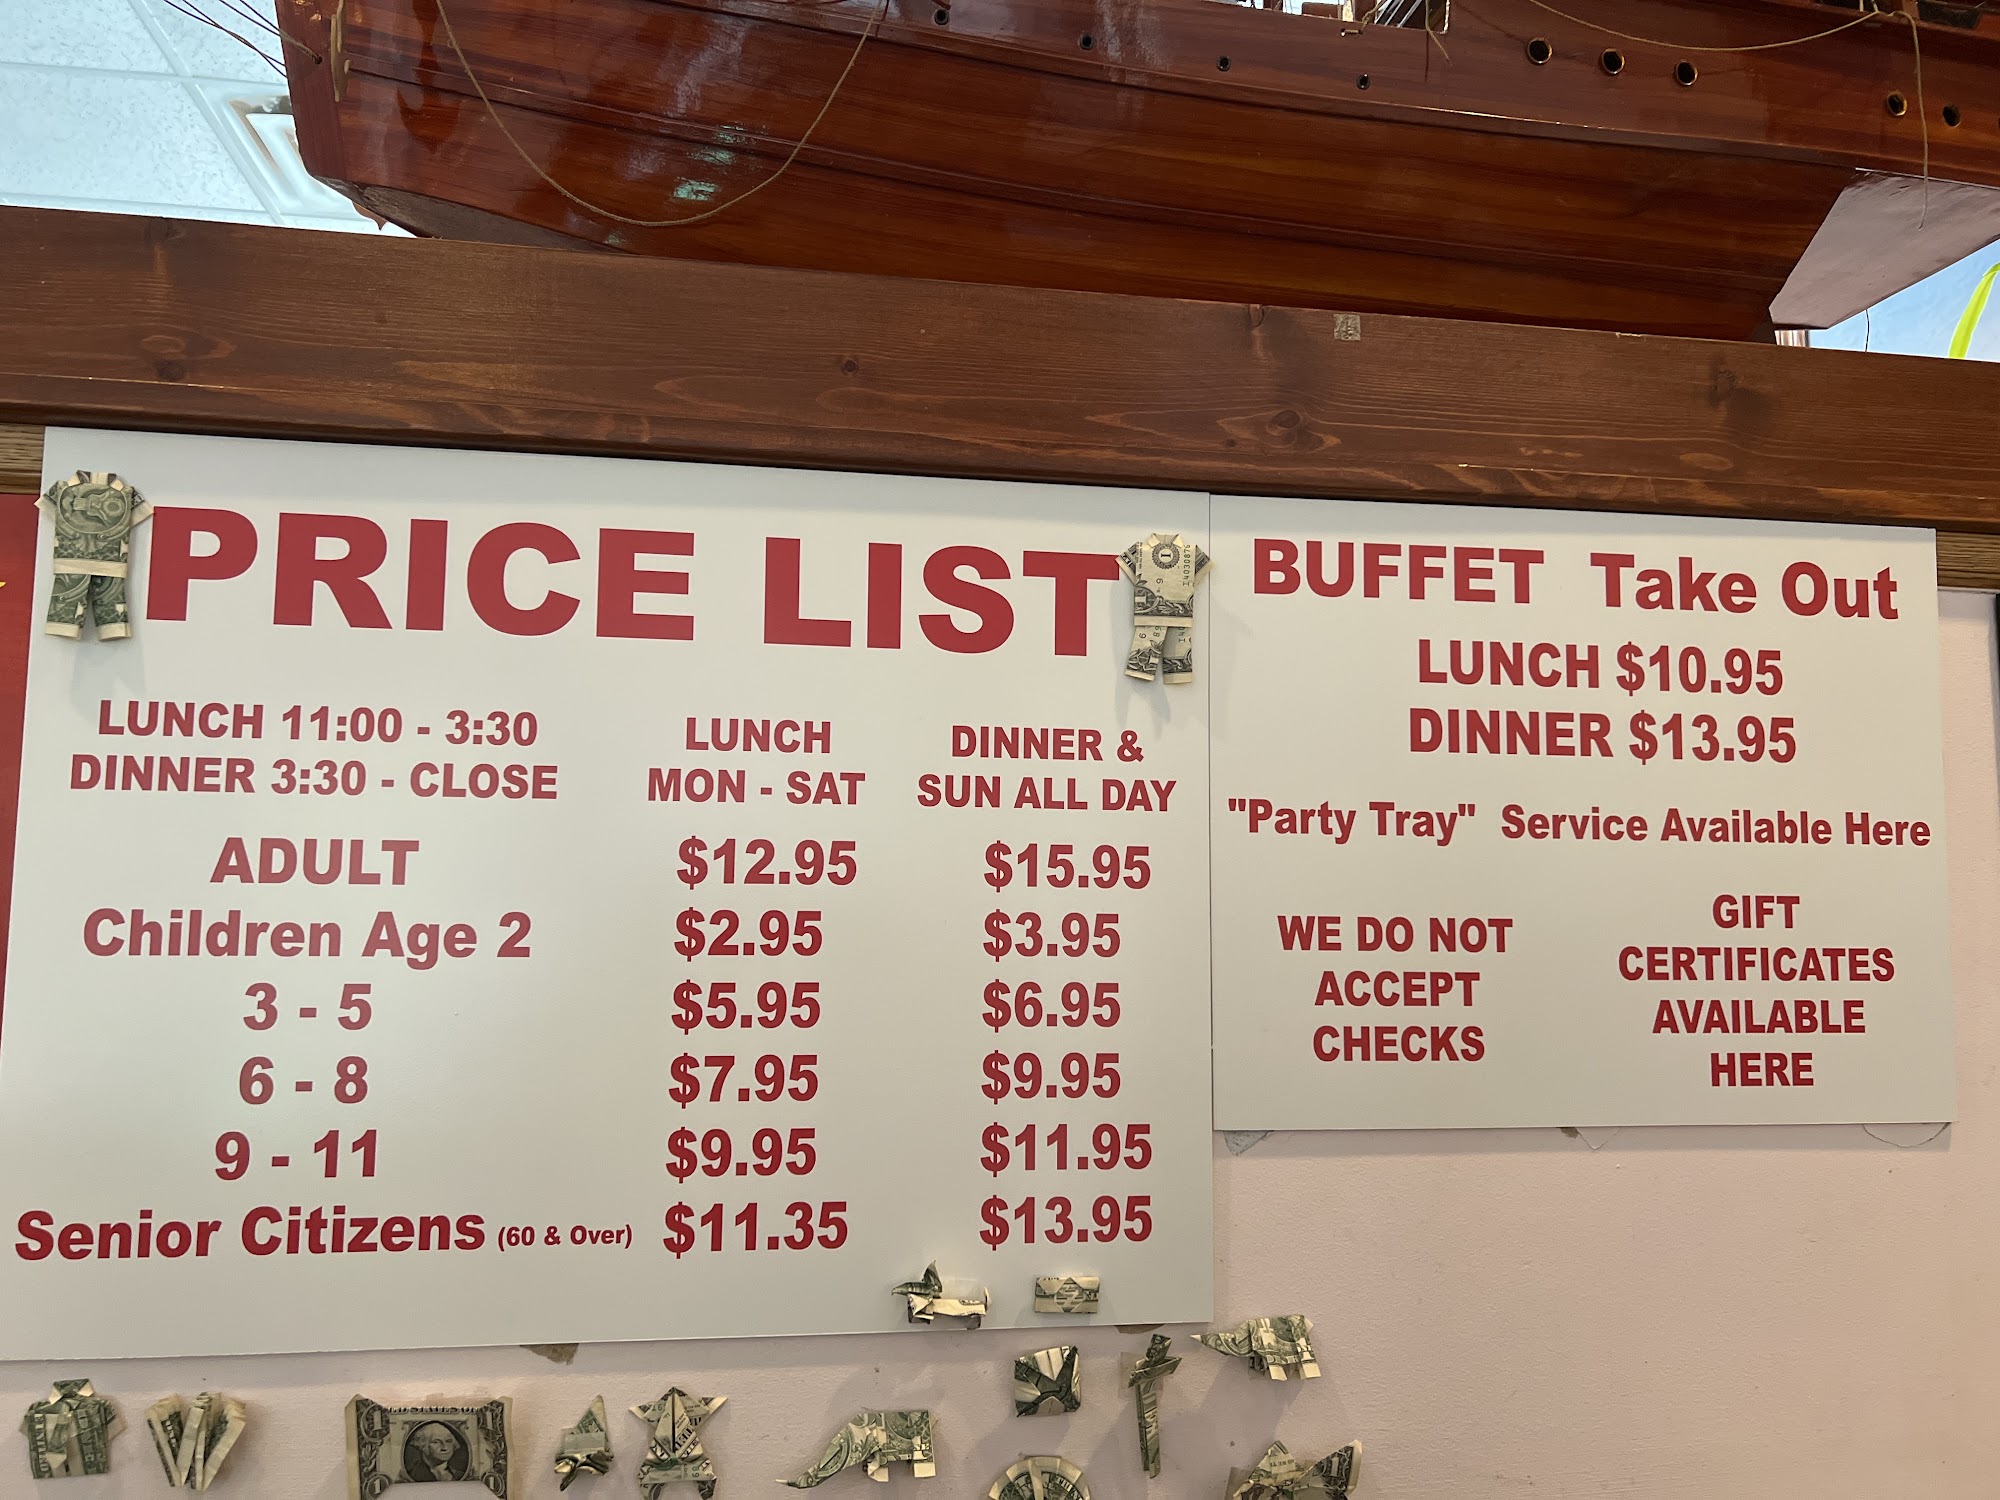 PRICE LIST
LUNCH 11:00 - 3:30
DINNER 3:30 - CLOSE
LUNCH
MON - SAT
DINNER &
SUN ALL DAY
ADULT $12.95 $15.95
Children Age 2 $2.95 $3.95
3 - 5 $5.95 $6.95
6 - 8 $7.95 $9.95
9 - 11 $9.95 $11.95
Senior Citizens (60 & Over) $11.35 $13.95
BUFFET Take Out
LUNCH $10.95
DINNER $13.95
"Party Tray" Service Available Here
WE DO NOT
ACCEPT
CHECKS
GIFT
CERTIFICATES
AVAILABLE
HERE